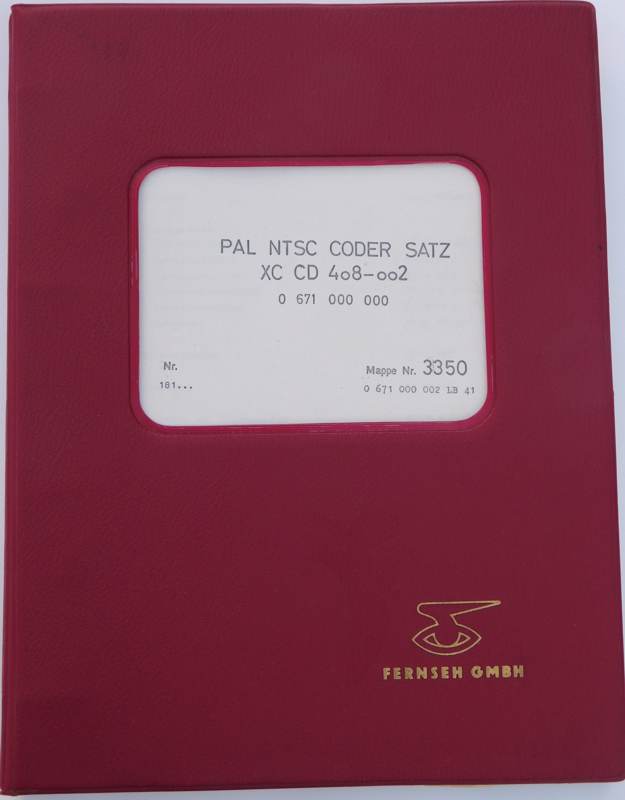 PAL NTSC CODER SATZ
XC CD 408-002
0 671 000 000
Nr.
Mappe Nr. 3350
181...
0 671 000 002 LB 41
FERNSEH GMBH